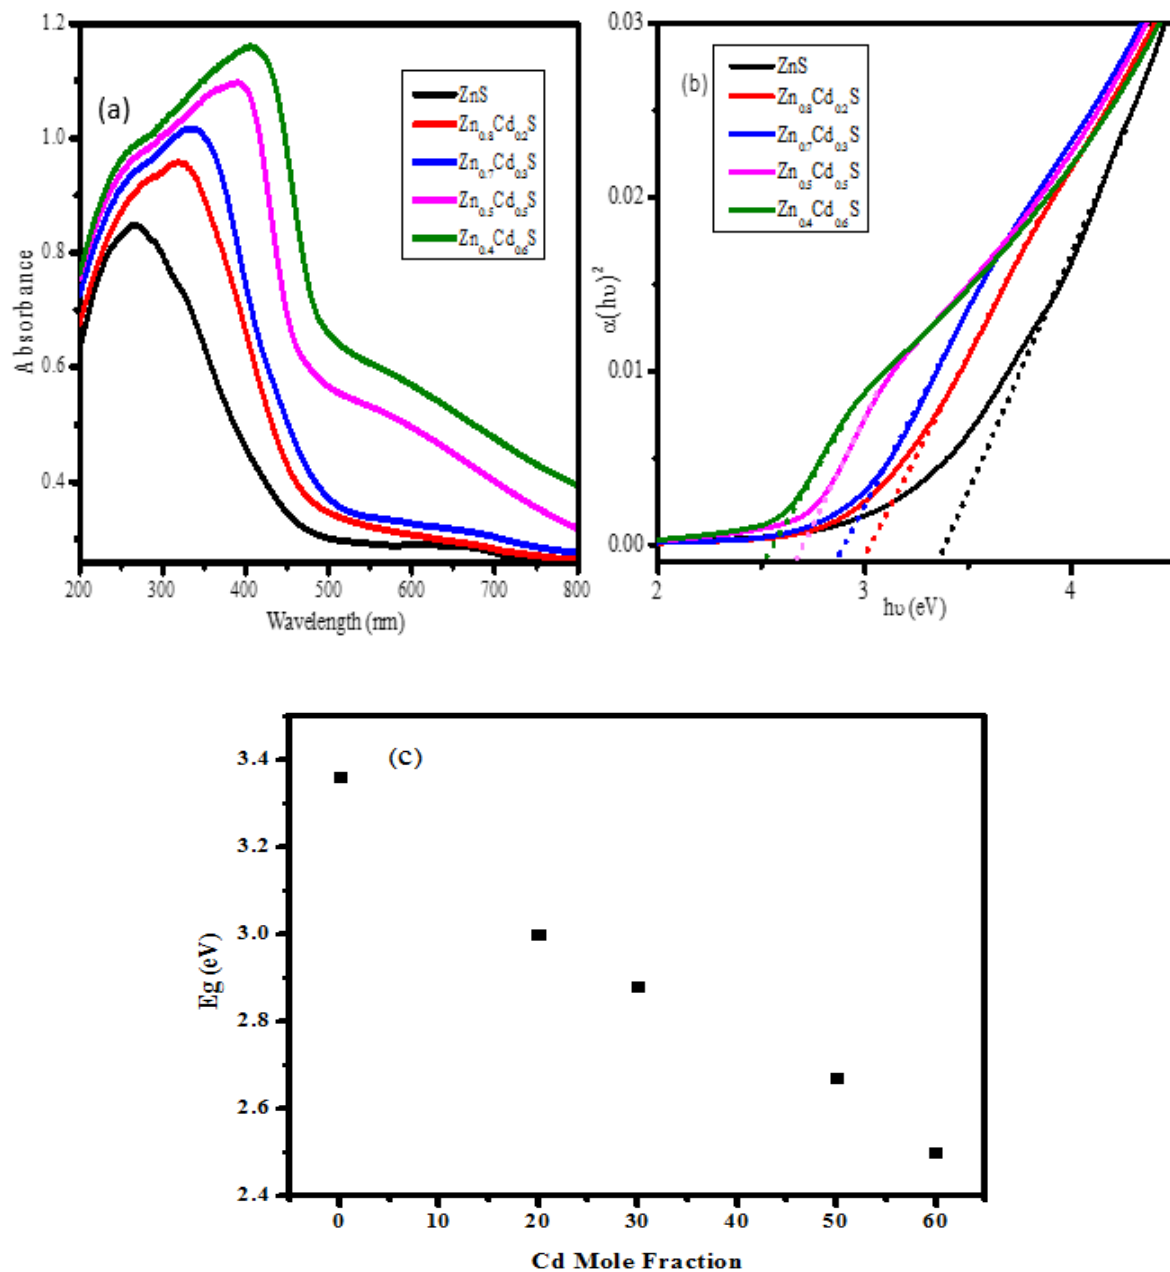 (a)
ZnS
Zn₀.₈Cd₀.₂S
Zn₀.₇Cd₀.₃S
Zn₀.₅Cd₀.₅S
Zn₀.₄Cd₀.₆S
1.2
1.0
0.8
0.6
0.4
Absorbance
200 300 400 500 600 700 800
Wavelength (nm)
(b)
ZnS
Zn₀.₈Cd₀.₂S
Zn₀.₇Cd₀.₃S
Zn₀.₅Cd₀.₅S
Zn₀.₄Cd₀.₆S
0.03
0.02
0.01
0.00
α(hυ)²
2 3 4
hυ (eV)
(c)
3.4
3.2
3.0
2.8
2.6
2.4
Eg (eV)
0 10 20 30 40 50 60
Cd Mole Fraction